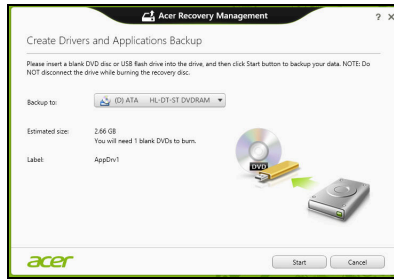 Acer Recovery Management
? X
Create Drivers and Applications Backup
Please insert a blank DVD disc or USB flash drive into the drive, and then click Start button to backup your data. NOTE: Do
NOT disconnect the drive while burning the recovery disc.
Backup to: (D) ATA HL-DT-ST DVDRAM
Estimated size: 2.66 GB
You will need 1 blank DVDs to burn.
Label: AppDrv1
DVD
acer
Start Cancel